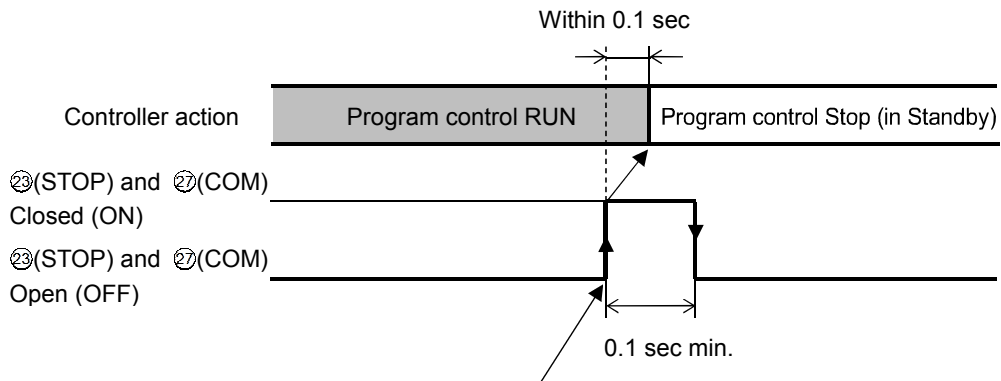 Within 0.1 sec
Controller action
Program control RUN
Program control Stop (in Standby)
㉓(STOP) and ㉗(COM)
Closed (ON)
㉓(STOP) and ㉗(COM)
Open (OFF)
0.1 sec min.